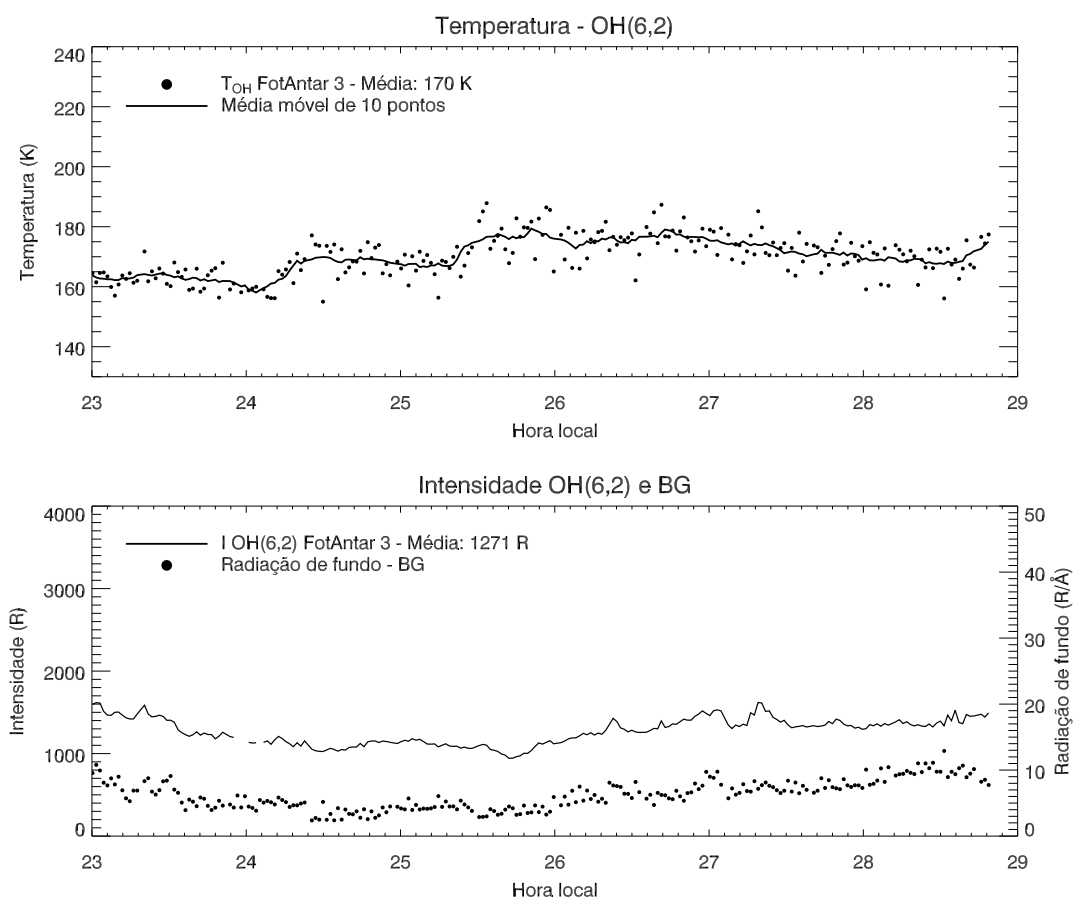 Temperatura - OH(6,2)
240
220
200
180
160
140
Temperatura (K)
T_OH FotAntar 3 - Média: 170 K
Média móvel de 10 pontos
23 24 25 26 27 28 29
Hora local
Intensidade OH(6,2) e BG
4000
3000
2000
1000
0
Intensidade (R)
I OH(6,2) FotAntar 3 - Média: 1271 R
Radiação de fundo - BG
50
40
30
20
10
0
Radiação de fundo (R/Å)
23 24 25 26 27 28 29
Hora local